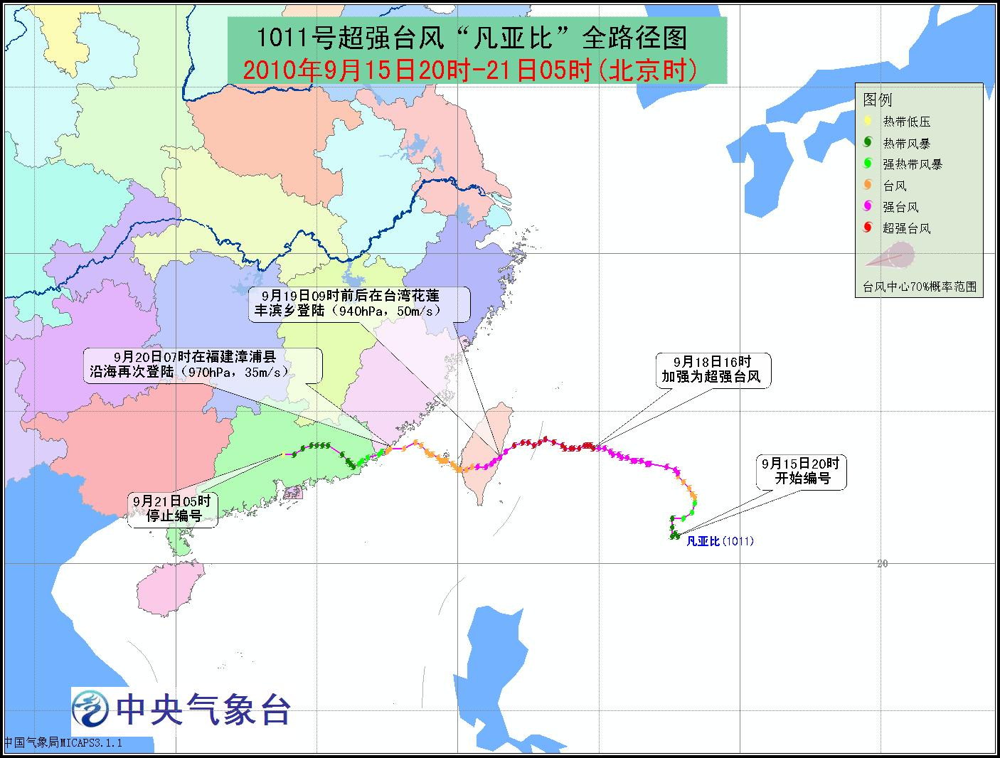 1011号超强台风“凡亚比”全路径图
2010年9月15日20时-21日05时(北京时)
图例
热带低压
热带风暴
强热带风暴
台风
强台风
超强台风
台风中心70%概率范围
9月19日09时前后在台湾花莲
丰滨乡登陆（940hPa，50m/s）
9月20日07时在福建漳浦县
沿海再次登陆（970hPa，35m/s）
9月18日16时
加强为超强台风
9月15日20时
开始编号
9月21日05时
停止编号
凡亚比(1011)
20
中央气象台
中国气象局MICAPS3.1.1